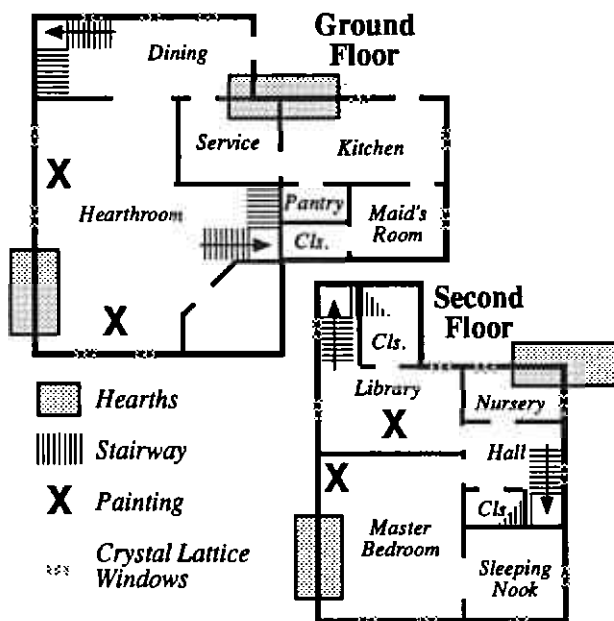 Ground
Floor
Dining
Service
Kitchen
Hearthroom
Pantry
Maid's
Room
Cls.
Second
Floor
Cls.
Library
Nursery
Hall
Cls.
Master
Bedroom
Sleeping
Nook
Hearths
Stairway
X Painting
Crystal Lattice
Windows